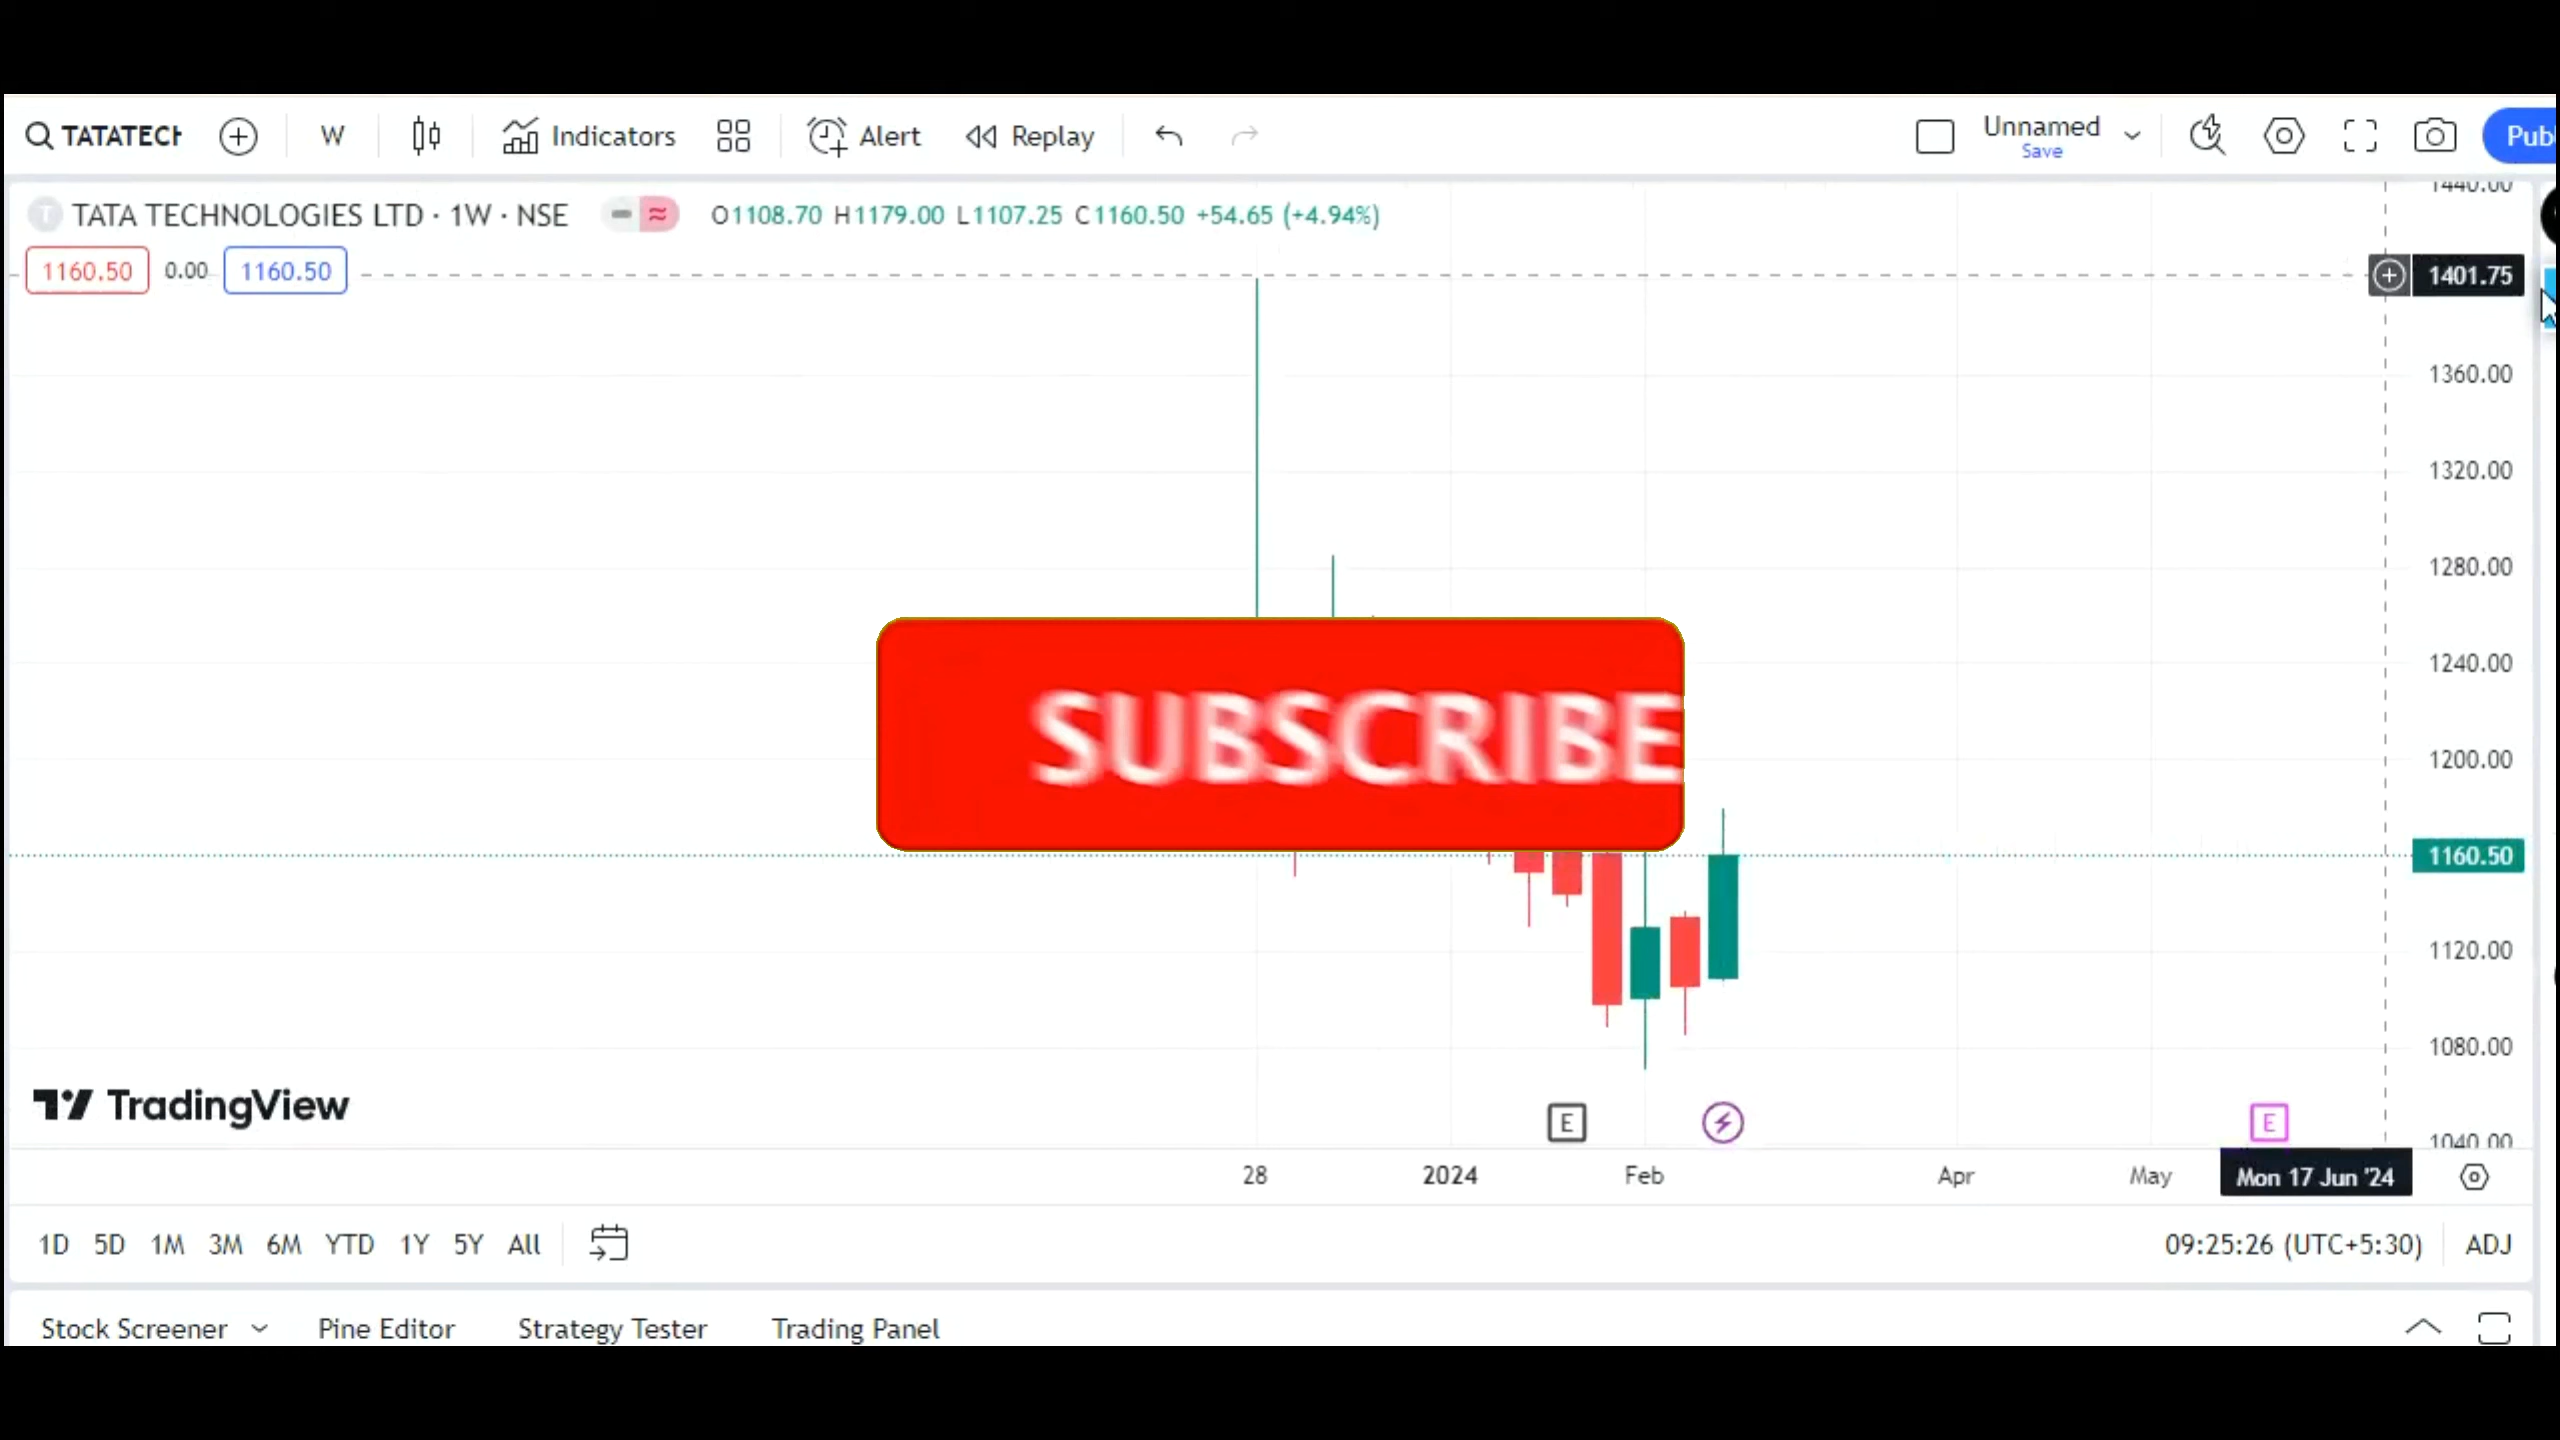 TATATECH W Indicators Alert Replay Unnamed
Save
Pub
1440.00
TATA TECHNOLOGIES LTD · 1W · NSE O1108.70 H1179.00 L1107.25 C1160.50 +54.65 (+4.94%)
1160.50 0.00 1160.50
1401.75
1360.00
1320.00
1280.00
1240.00
SUBSCRIBE
1200.00
1160.50
1120.00
1080.00
TradingView
E
E
1040.00
28 2024 Feb Apr May Mon 17 Jun '24
1D 5D 1M 3M 6M YTD 1Y 5Y All 09:25:26 (UTC+5:30) ADJ
Stock Screener Pine Editor Strategy Tester Trading Panel